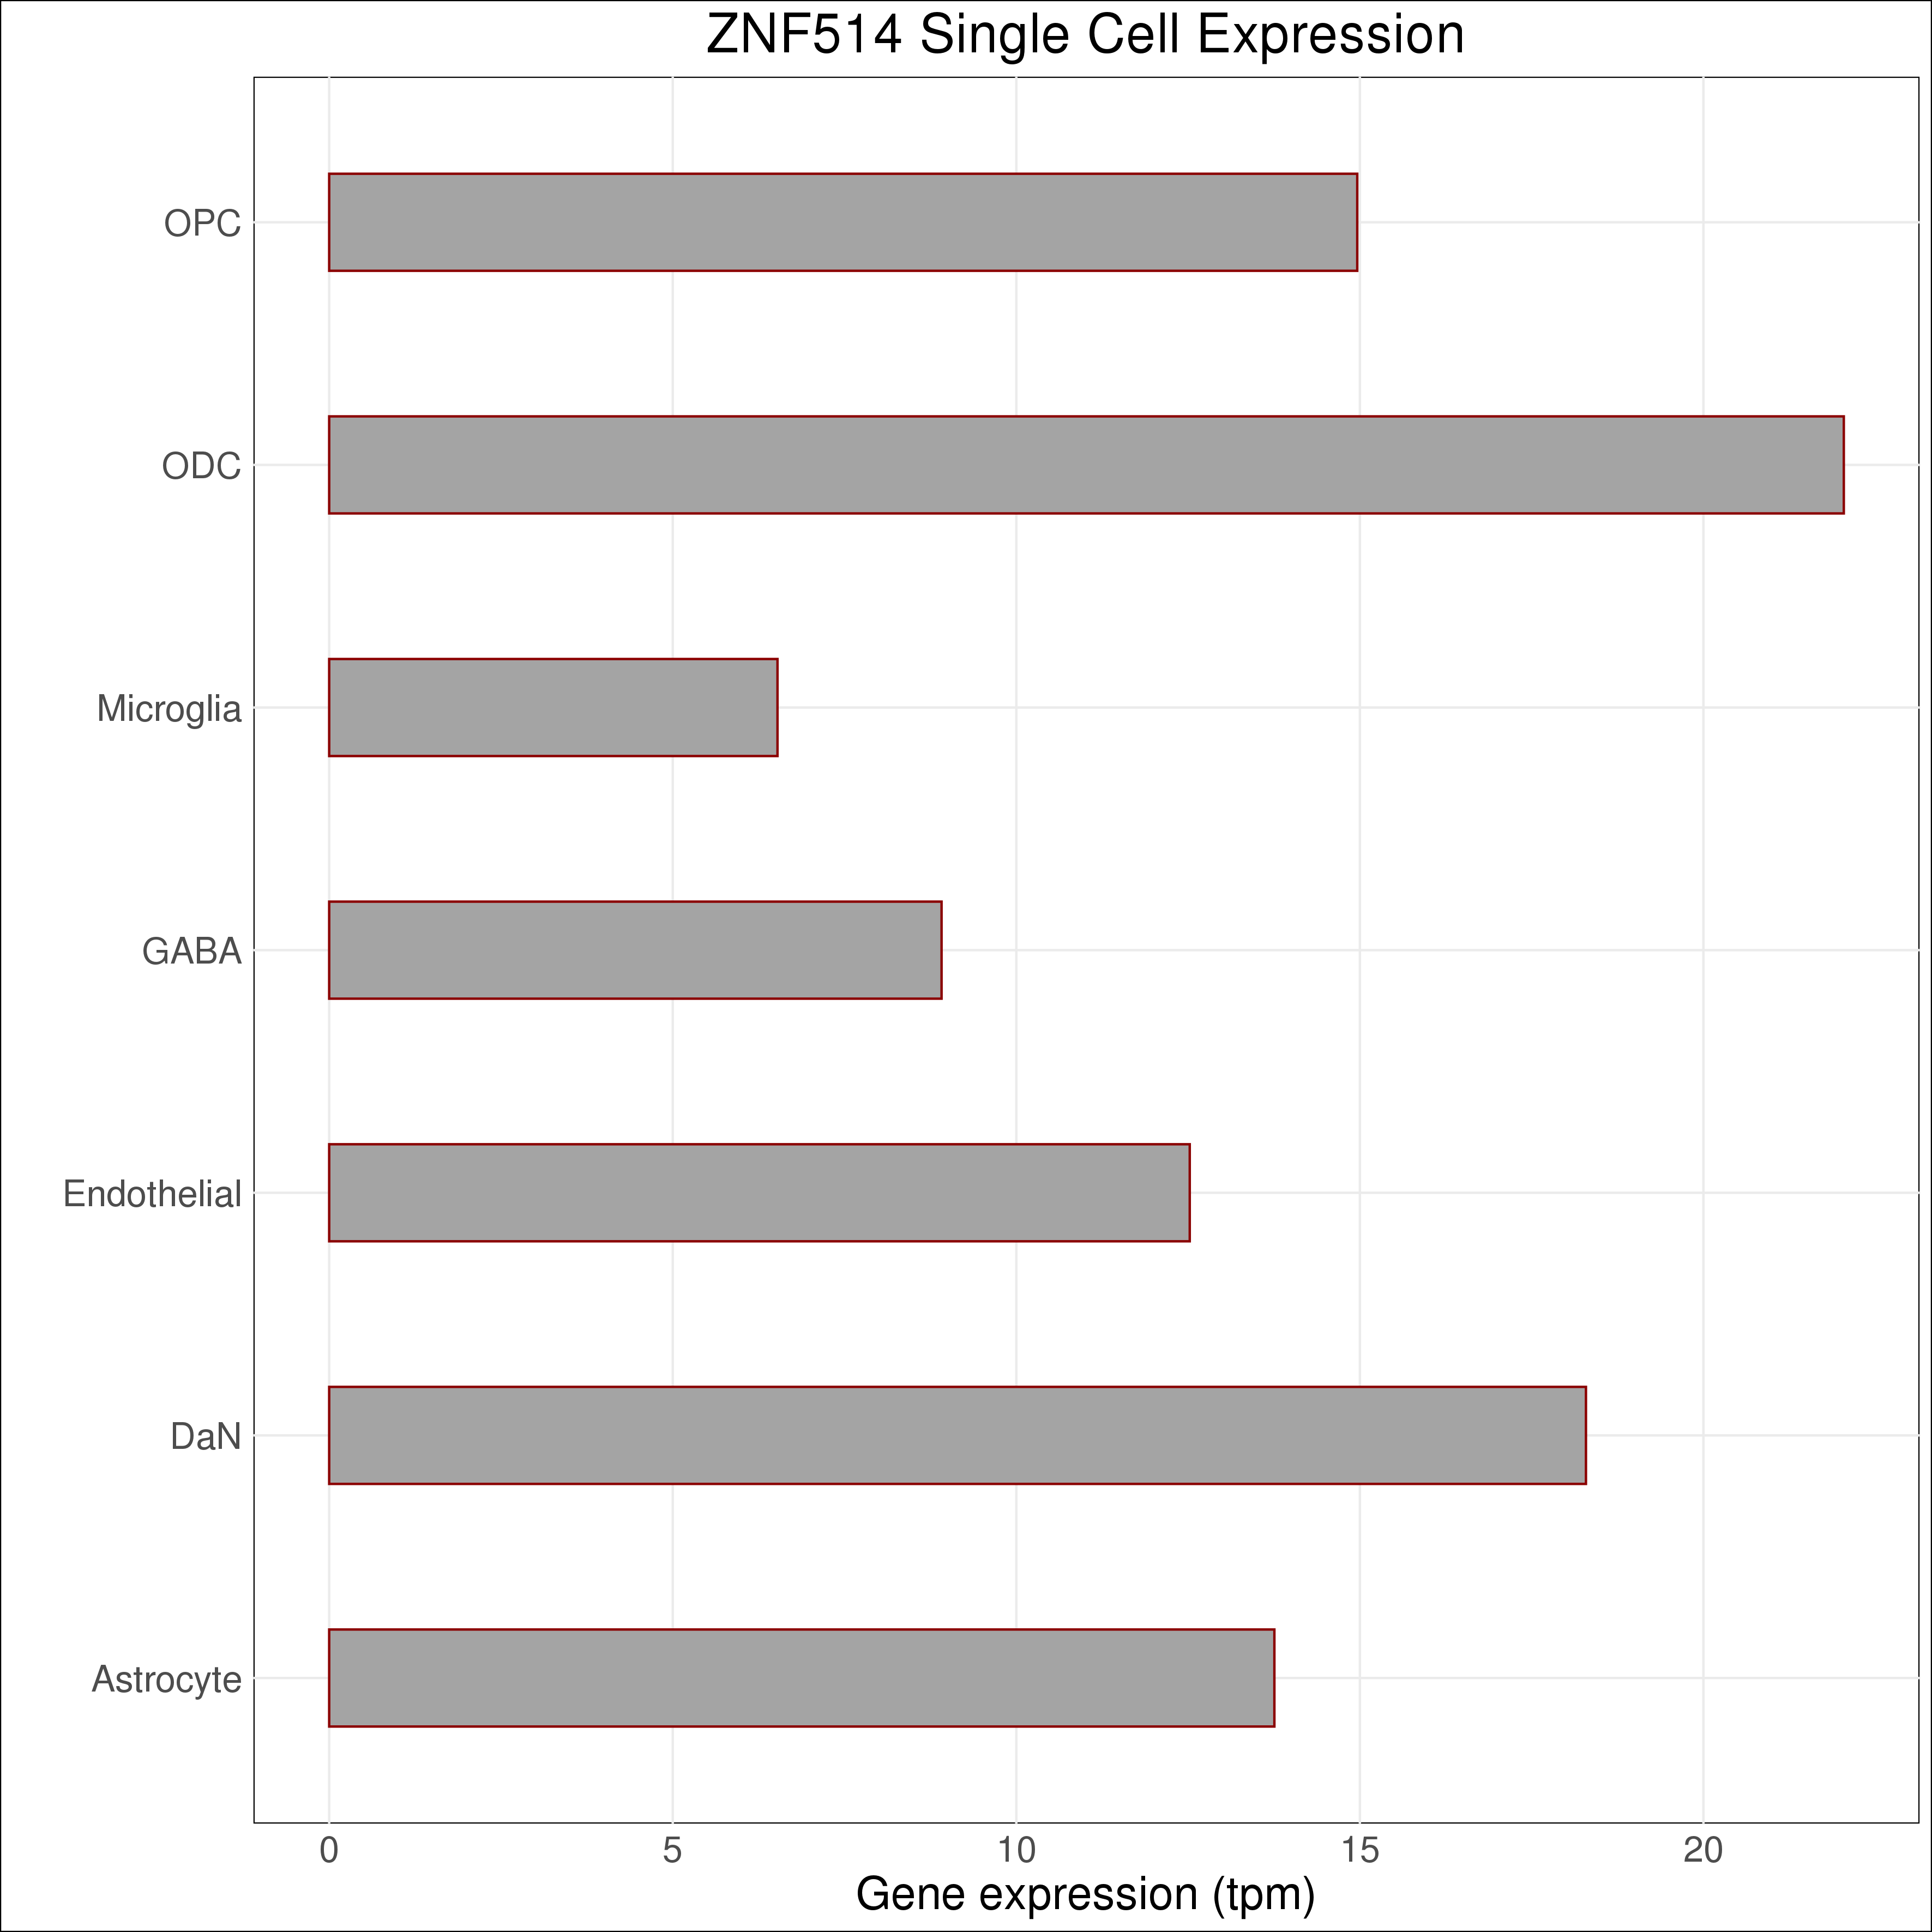 ZNF514 Single Cell Expression
OPC
ODC
Microglia
GABA
Endothelial
DaN
Astrocyte
0 5 10 15 20
Gene expression (tpm)